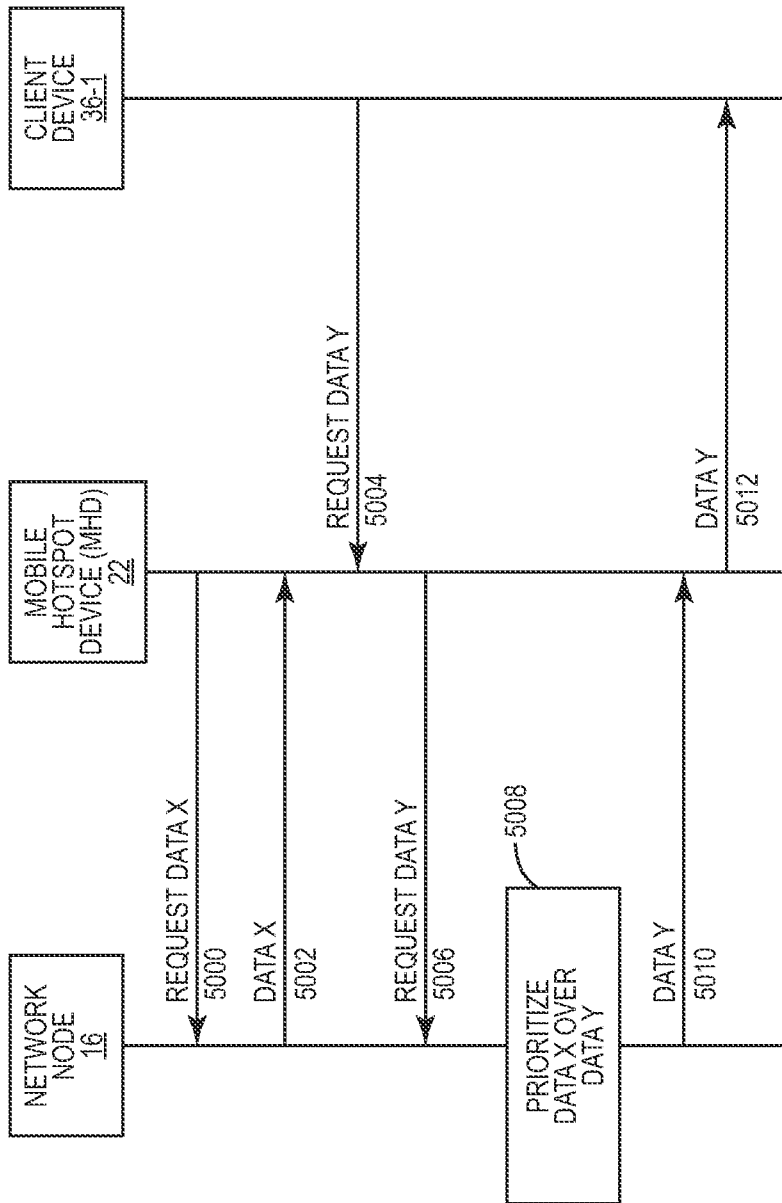 NETWORK
NODE
16
MOBILE
HOTSPOT
DEVICE (MHD)
22
CLIENT
DEVICE
36-1
REQUEST DATA X
5000
DATA X
5002
REQUEST DATA Y
5004
REQUEST DATA Y
5006
PRIORITIZE
DATA X OVER
DATA Y
5008
DATA Y
5010
DATA Y
5012